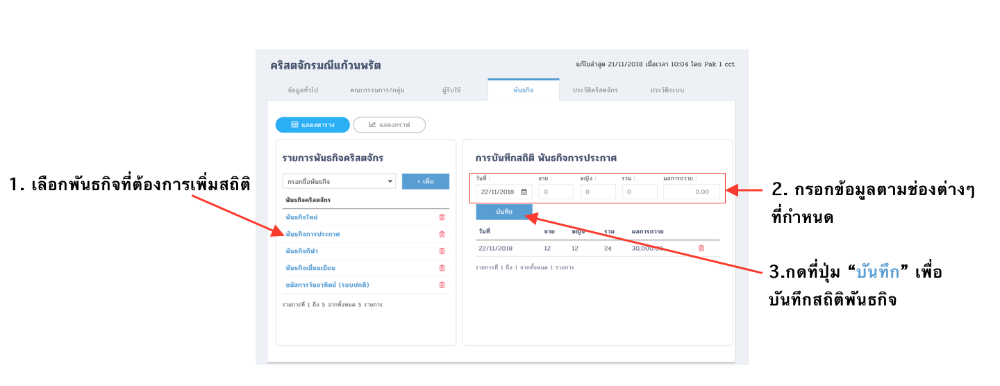 คริสตจักรมณีแก้วนพรัต
แก้ไขล่าสุด 21/11/2018 เมื่อเวลา 10:04 โดย Pak 1 cct
ข้อมูลทั่วไป คณะกรรมการ/กลุ่ม ผู้รับใช้ พันธกิจ ประวัติคริสตจักร ประวัติระบบ
แสดงตาราง แสดงกราฟ
รายการพันธกิจคริสตจักร
กรอกชื่อพันธกิจ + เพิ่ม
พันธกิจคริสตจักร
พันธกิจใหม่
พันธกิจการประกาศ
พันธกิจกีฬา
พันธกิจเยี่ยมเยียน
นมัสการวันอาทิตย์ (รอบปกติ)
รายการที่ 1 ถึง 5 จากทั้งหมด 5 รายการ
การบันทึกสถิติ พันธกิจการประกาศ
วันที่ : ชาย : หญิง : รวม : ผลการถวาย :
22/11/2018 0 0 0 0.00
บันทึก
วันที่ ชาย หญิง รวม ผลการถวาย
22/11/2018 12 12 24 30,000.00
รายการที่ 1 ถึง 1 จากทั้งหมด 1 รายการ
1. เลือกพันธกิจที่ต้องการเพิ่มสถิติ
2. กรอกข้อมูลตามช่องต่างๆ
ที่กำหนด
3.กดที่ปุ่ม “บันทึก” เพื่อ
บันทึกสถิติพันธกิจ